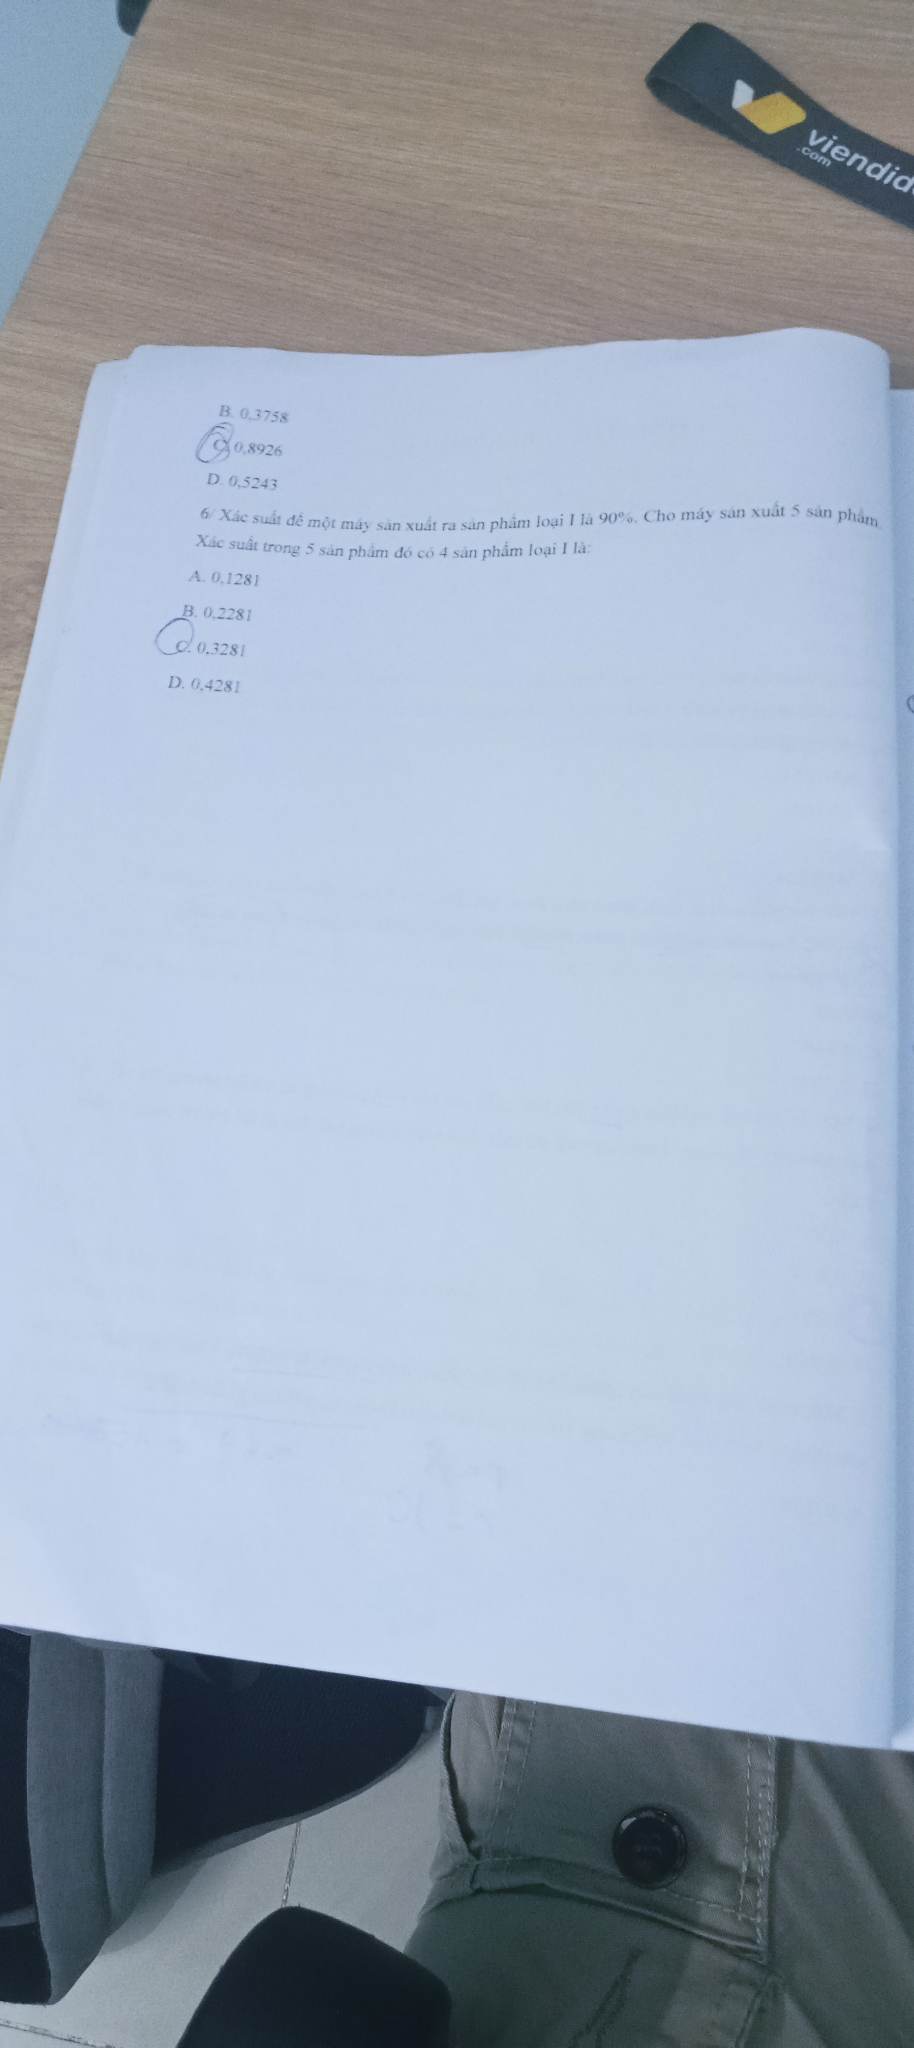 viendid
.com
B. 0,3758
C. 0,8926
D. 0,5243
6/ Xác suất để một máy sản xuất ra sản phẩm loại I là 90%. Cho máy sản xuất 5 sản phẩm.
Xác suất trong 5 sản phẩm đó có 4 sản phẩm loại I là:
A. 0,1281
B. 0,2281
C. 0,3281
D. 0,4281